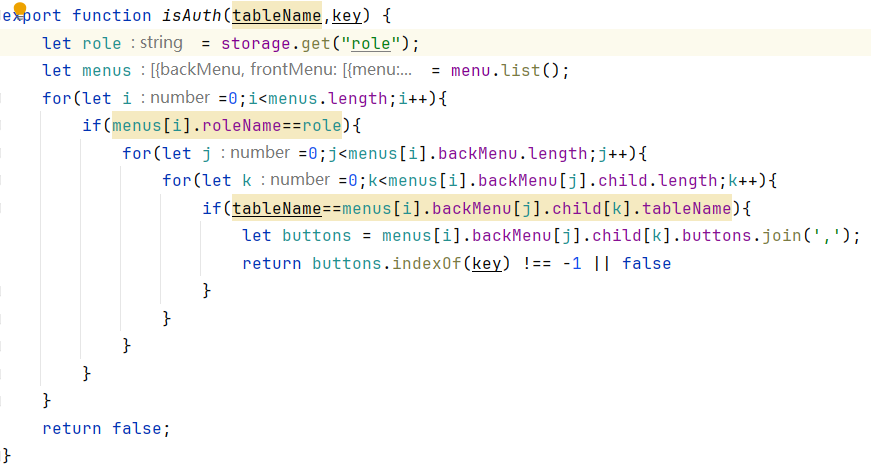 export function isAuth(tableName,key) {
    let role : string  = storage.get("role");
    let menus : [{backMenu, frontMenu: [{menu:...  = menu.list();
    for(let i : number =0;i<menus.length;i++){
        if(menus[i].roleName==role){
            for(let j : number =0;j<menus[i].backMenu.length;j++){
                for(let k : number =0;k<menus[i].backMenu[j].child.length;k++){
                    if(tableName==menus[i].backMenu[j].child[k].tableName){
                        let buttons = menus[i].backMenu[j].child[k].buttons.join(',');
                        return buttons.indexOf(key) !== -1 || false
                    }
                }
            }
        }
    }
    return false;
}